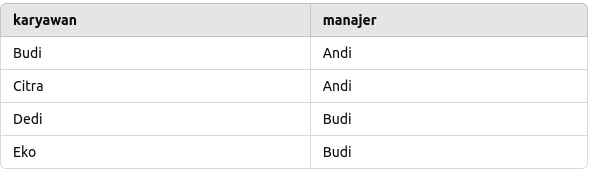 karyawan manajer
Budi Andi
Citra Andi
Dedi Budi
Eko Budi